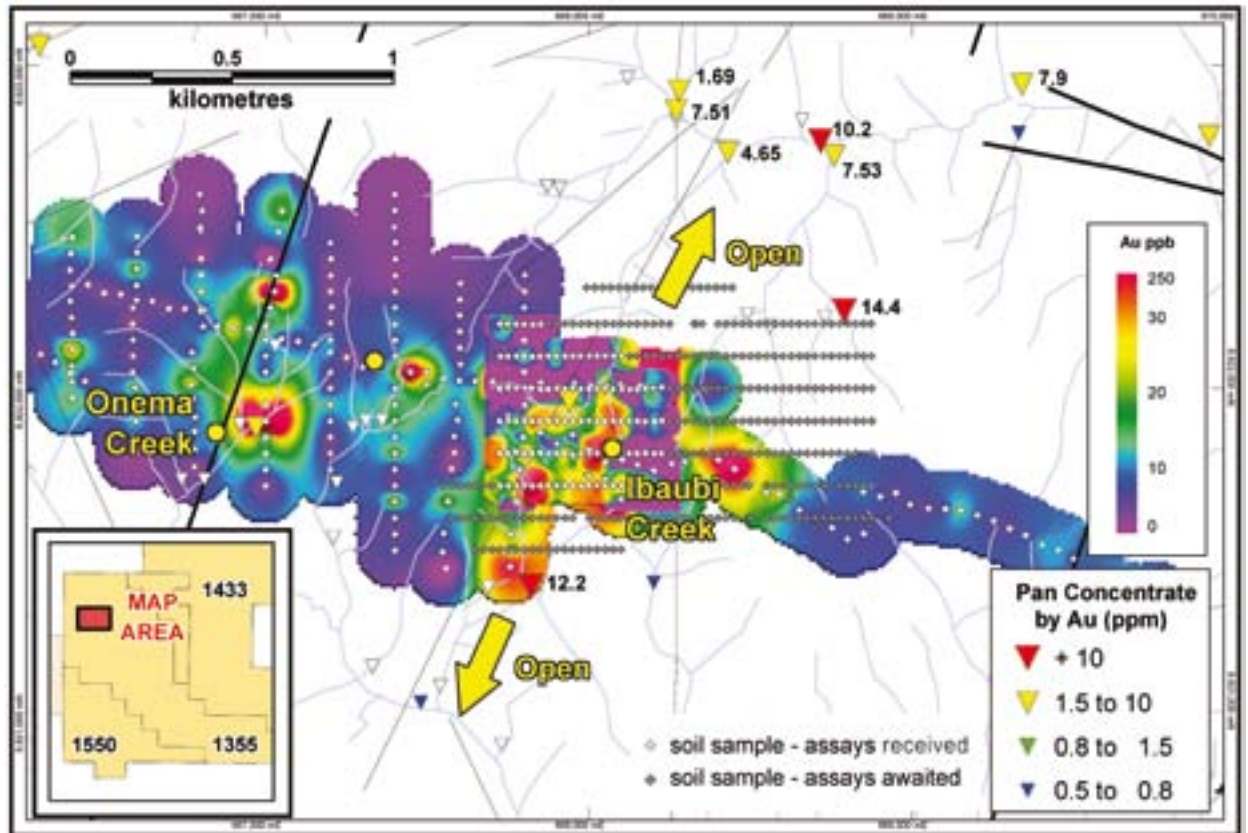 0 0.5 1
kilometres
1.69
7.51
4.65
10.2
7.53
7.9
Open
14.4
Au ppb
250
30
20
10
0
Onema
Creek
Ibaubi
Creek
12.2
Open
MAP
AREA
1433
1550
1355
soil sample - assays received
soil sample - assays awaited
Pan Concentrate
by Au (ppm)
+ 10
1.5 to 10
0.8 to 1.5
0.5 to 0.8